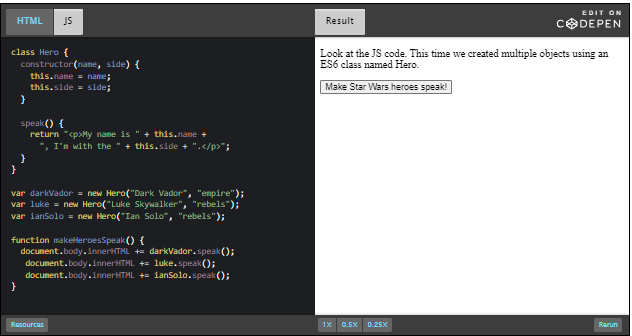 HTML JS Result EDIT ON
CODEPEN
class Hero {
constructor(name, side) {
this.name = name;
this.side = side;
}
speak() {
return "<p>My name is " + this.name +
", I'm with the " + this.side + ".</p>";
}
}
var darkVador = new Hero("Dark Vador", "empire");
var luke = new Hero("Luke Skywalker", "rebels");
var ianSolo = new Hero("Ian Solo", "rebels");
function makeHeroesSpeak() {
document.body.innerHTML += darkVador.speak();
document.body.innerHTML += luke.speak();
document.body.innerHTML += ianSolo.speak();
}
Look at the JS code. This time we created multiple objects using an
ES6 class named Hero.
Make Star Wars heroes speak!
Resources 1X 0.5X 0.25X Rerun